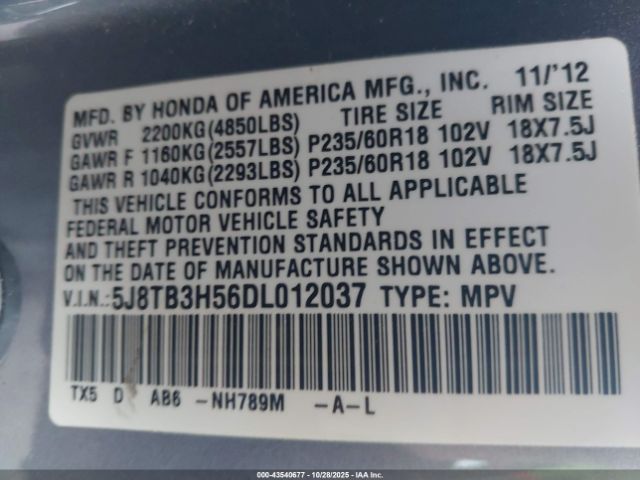 MFD. BY HONDA OF AMERICA MFG., INC. 11/'12
GVWR 2200KG(4850LBS) TIRE SIZE RIM SIZE
GAWR F 1160KG(2557LBS) P235/60R18 102V 18X7.5J
GAWR R 1040KG(2293LBS) P235/60R18 102V 18X7.5J
THIS VEHICLE CONFORMS TO ALL APPLICABLE
FEDERAL MOTOR VEHICLE SAFETY
AND THEFT PREVENTION STANDARDS IN EFFECT
ON THE DATE OF MANUFACTURE SHOWN ABOVE.
V.I.N.:5J8TB3H56DL012037 TYPE: MPV
TX5 D AB6 -NH789M -A-L
000-43540677 10/28/2025 Copyright IAA, Inc.